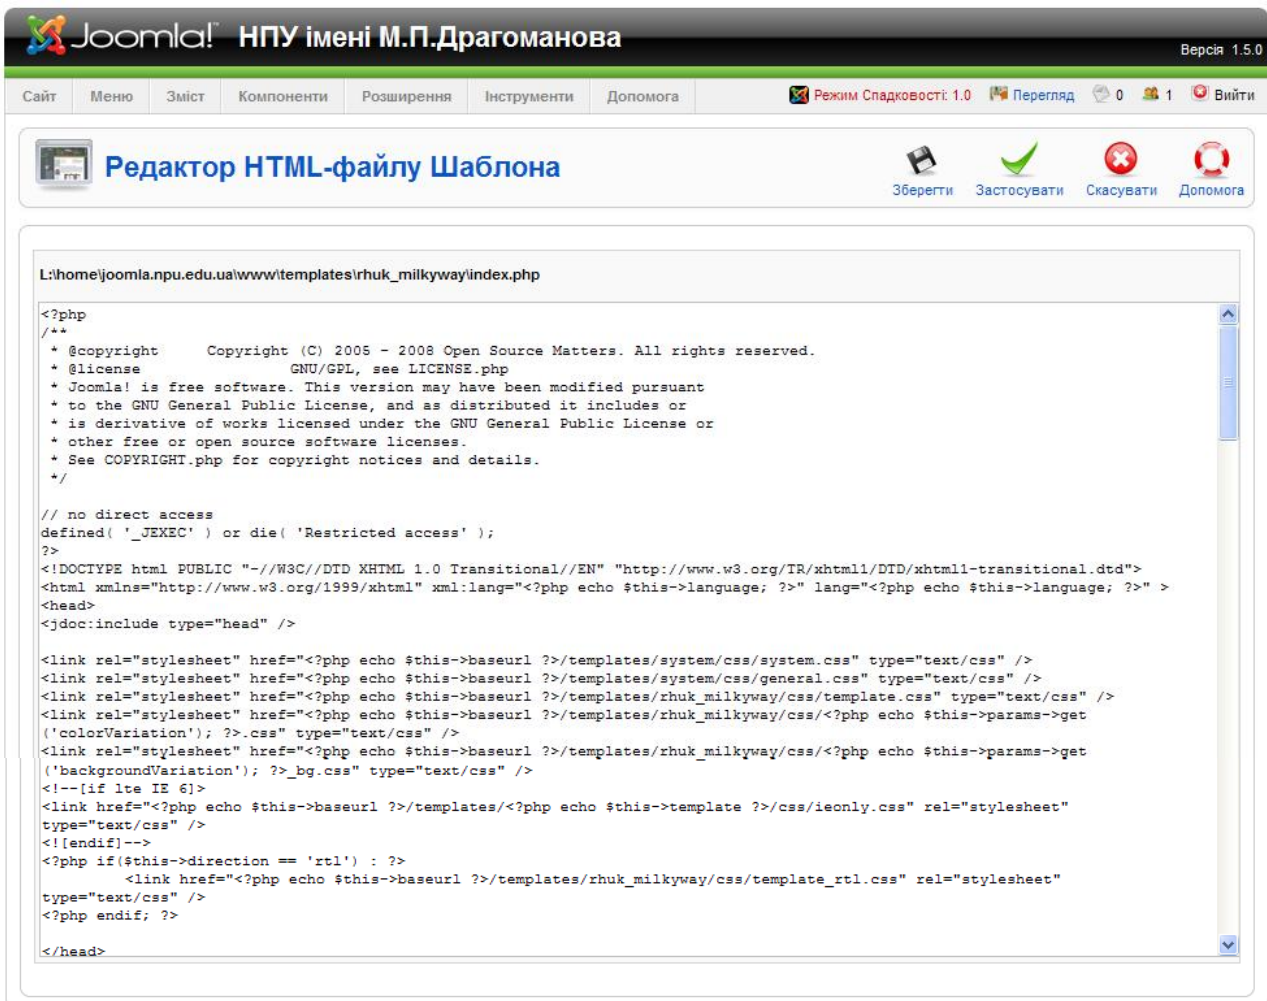 Joomla!™ НПУ імені М.П.Драгоманова
Версія 1.5.0
Сайт Меню Зміст Компоненти Розширення Інструменти Допомога Режим Спадковості: 1.0 Перегляд 0 1 Вийти
Редактор HTML-файлу Шаблона
Зберегти Застосувати Скасувати Допомога
L:\home\joomla.npu.edu.ua\www\templates\rhuk_milkyway\index.php
<?php
/**
 * @copyright Copyright (C) 2005 - 2008 Open Source Matters. All rights reserved.
 * @license GNU/GPL, see LICENSE.php
 * Joomla! is free software. This version may have been modified pursuant
 * to the GNU General Public License, and as distributed it includes or
 * is derivative of works licensed under the GNU General Public License or
 * other free or open source software licenses.
 * See COPYRIGHT.php for copyright notices and details.
 */
// no direct access
defined( '_JEXEC' ) or die( 'Restricted access' );
?>
<!DOCTYPE html PUBLIC "-//W3C//DTD XHTML 1.0 Transitional//EN" "http://www.w3.org/TR/xhtml1/DTD/xhtml1-transitional.dtd">
<html xmlns="http://www.w3.org/1999/xhtml" xml:lang="<?php echo $this->language; ?>" lang="<?php echo $this->language; ?>" >
<head>
<jdoc:include type="head" />
<link rel="stylesheet" href="<?php echo $this->baseurl ?>/templates/system/css/system.css" type="text/css" />
<link rel="stylesheet" href="<?php echo $this->baseurl ?>/templates/system/css/general.css" type="text/css" />
<link rel="stylesheet" href="<?php echo $this->baseurl ?>/templates/rhuk_milkyway/css/template.css" type="text/css" />
<link rel="stylesheet" href="<?php echo $this->baseurl ?>/templates/rhuk_milkyway/css/<?php echo $this->params->get
('colorVariation'); ?>.css" type="text/css" />
<link rel="stylesheet" href="<?php echo $this->baseurl ?>/templates/rhuk_milkyway/css/<?php echo $this->params->get
('backgroundVariation'); ?>_bg.css" type="text/css" />
<!--[if lte IE 6]>
<link href="<?php echo $this->baseurl ?>/templates/<?php echo $this->template ?>/css/ieonly.css" rel="stylesheet"
type="text/css" />
<![endif]-->
<?php if($this->direction == 'rtl') : ?>
<link href="<?php echo $this->baseurl ?>/templates/rhuk_milkyway/css/template_rtl.css" rel="stylesheet"
type="text/css" />
<?php endif; ?>
</head>